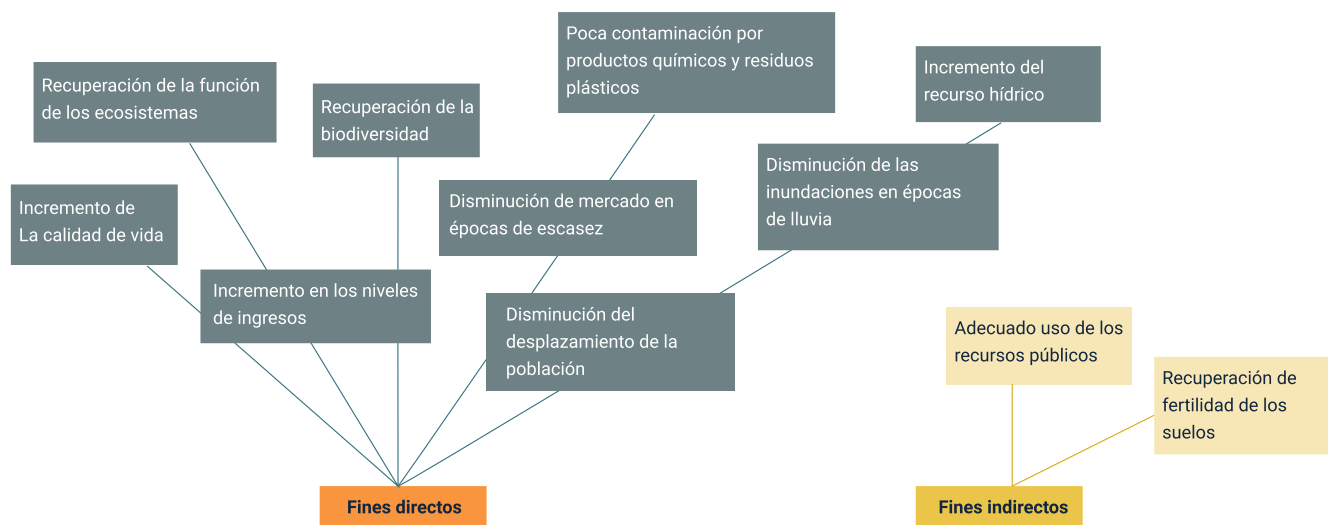 Poca contaminación por
productos químicos y residuos
plásticos
Incremento del
recurso hídrico
Recuperación de la función
de los ecosistemas
Recuperación de la
biodiversidad
Disminución de las
inundaciones en épocas
de lluvia
Incremento de
La calidad de vida
Disminución de mercado en
épocas de escasez
Incremento en los niveles
de ingresos
Disminución del
desplazamiento de la
población
Adecuado uso de los
recursos públicos
Recuperación de
fertilidad de los
suelos
Fines directos
Fines indirectos